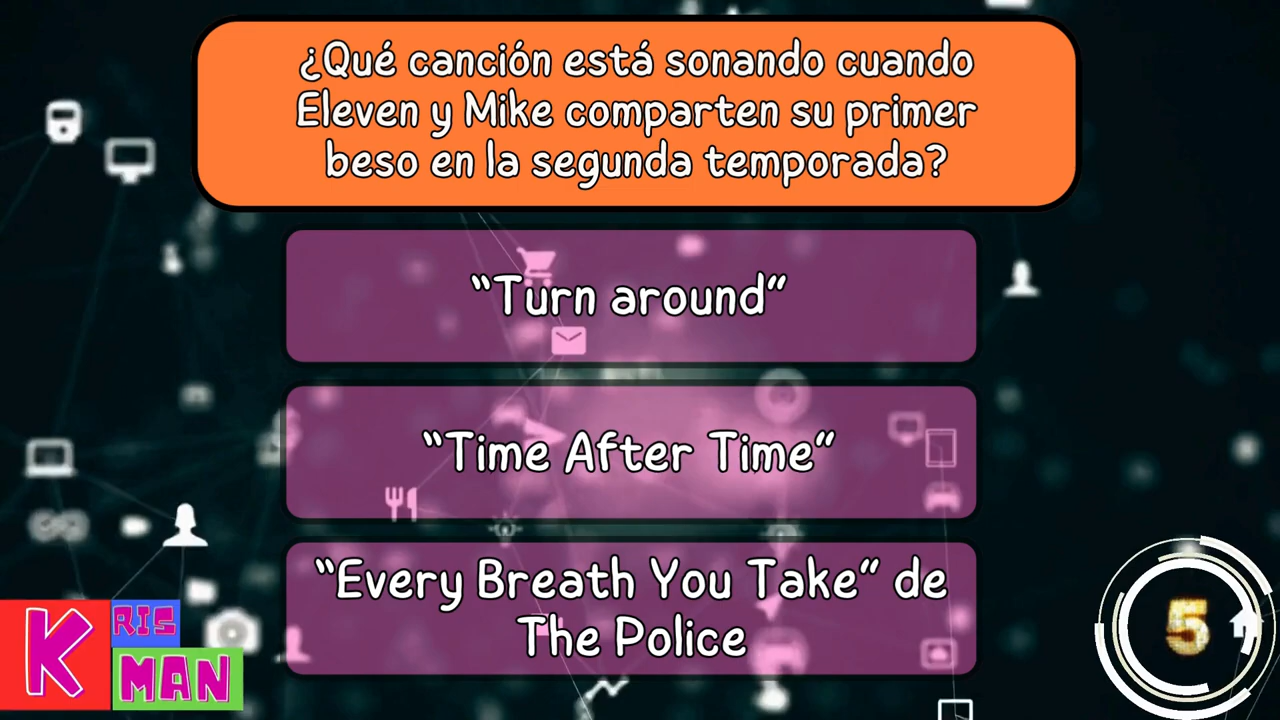 ¿Qué canción está sonando cuando
Eleven y Mike comparten su primer
beso en la segunda temporada?
“Turn around“
“Time After Time“
“Every Breath You Take“ de
The Police
K
RIS
MAN
5